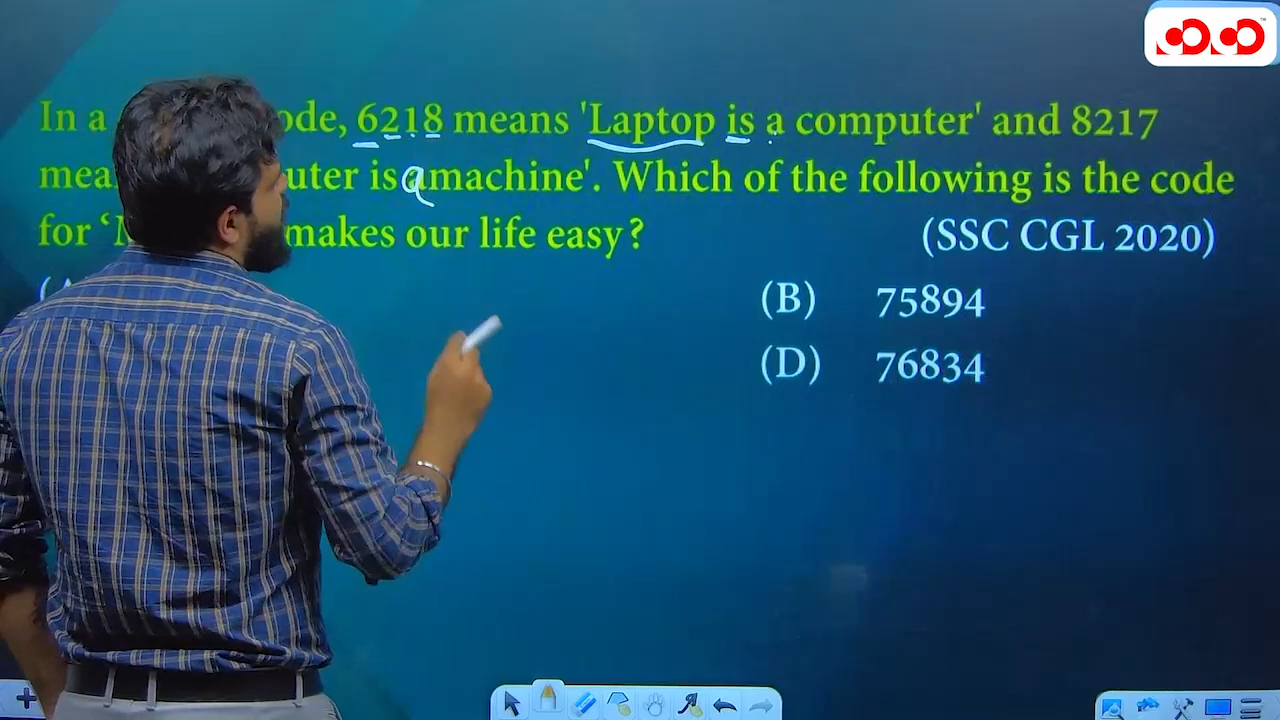 In a ode, 6218 means 'Laptop is a computer' and 8217
mea uter is a machine'. Which of the following is the code
for ‘ makes our life easy?
(SSC CGL 2020)
(B) 75894
(D) 76834